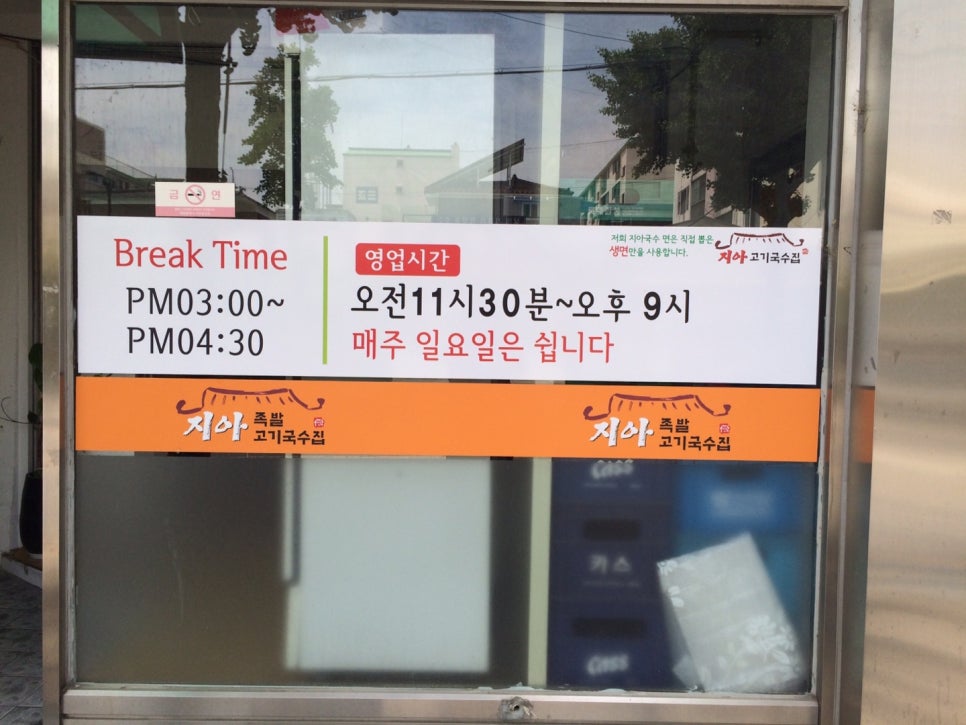 금연
Break Time
PM03:00~
PM04:30
영업시간
오전11시30분~오후 9시
매주 일요일은 쉽니다
저희 지아국수 면은 직접 뽑은
생면만을 사용합니다.
지아 고기국수집
지아 족발
고기국수집
지아 족발
고기국수집
Cass
카스
Cass